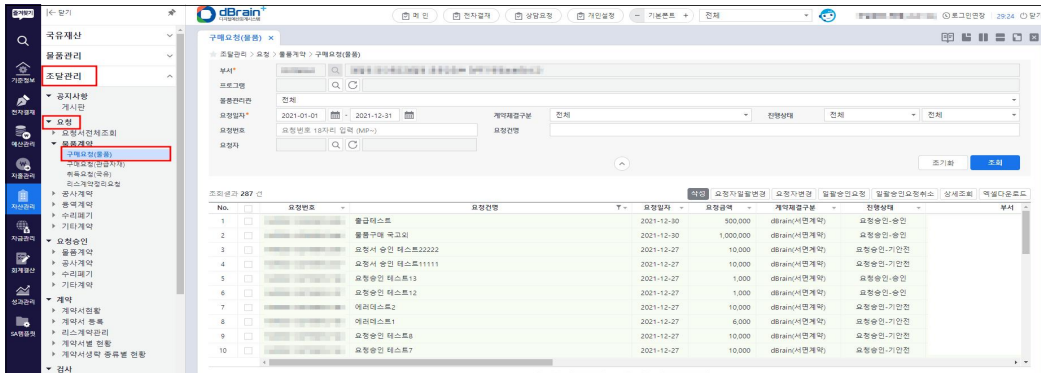 즐겨찾기
← 닫기
dBrain+
디지털예산회계시스템
메 인
전자결재
상담요청
개인설정
− 기본폰트 +
전체
로그인연장
29:24
닫기
기준정보
전자결재
예산관리
지출관리
자산관리
자금관리
회계결산
성과관리
SA템플릿
국유재산
물품관리
조달관리
▼ 공지사항
게시판
▼ 요청
요청서전체조회
▼ 물품계약
구매요청(물품)
구매요청(관급자재)
취득요청(국유)
리스계약정리요청
공사계약
용역계약
수리폐기
기타계약
▼ 요청승인
물품계약
공사계약
수리폐기
기타계약
▼ 계약
계약서현황
계약서 등록
리스계약관리
계약서별 현황
계약서생략 종류별 현황
▼ 검사
구매요청(물품) ×
조달관리 > 요청 > 물품계약 > 구매요청(물품)
부서*
프로그램
물품관리관 전체
요청일자* 2021-01-01 - 2021-12-31 계약체결구분 전체 진행상태 전체 전체
요청번호 요청번호 18자리 입력 (MP~) 요청건명
요청자
초기화 조회
조회결과 287 건
삭제 요청자일괄변경 요청자변경 일괄승인요청 일괄승인요청취소 상세조회 엑셀다운로드
No. 요청번호 요청건명 요청일자 요청금액 계약체결구분 진행상태 부서
1 출급테스트 2021-12-30 500,000 dBrain(서면계약) 요청승인-승인
2 물품구매 국고외 2021-12-30 1,000,000 dBrain(서면계약) 요청승인-승인
3 요청서 승인 테스트22222 2021-12-27 10,000 dBrain(서면계약) 요청승인-기안전
4 요청서 승인 테스트11111 2021-12-27 10,000 dBrain(서면계약) 요청승인-기안전
5 요청승인 테스트13 2021-12-27 1,000 dBrain(서면계약) 요청승인-승인
6 요청승인 테스트12 2021-12-27 1,000 dBrain(서면계약) 요청승인-승인
7 에러테스트2 2021-12-27 10,000 dBrain(서면계약) 요청승인-기안전
8 에러테스트1 2021-12-27 6,000 dBrain(서면계약) 요청승인-기안전
9 요청승인 테스트8 2021-12-27 10,000 dBrain(서면계약) 요청승인-기안전
10 요청승인 테스트7 2021-12-27 10,000 dBrain(서면계약) 요청승인-기안전